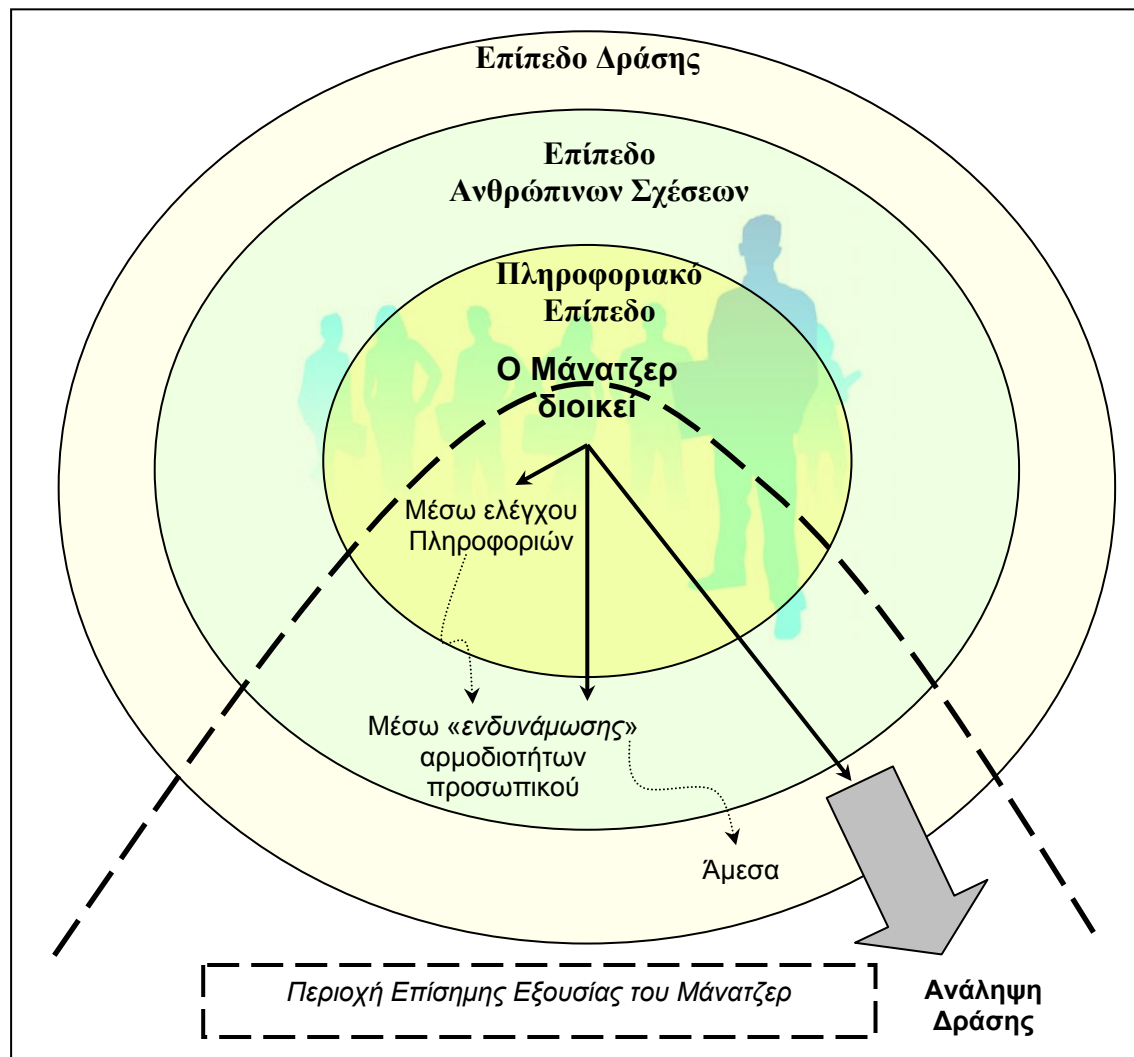 Επίπεδο Δράσης
Επίπεδο
Ανθρώπινων Σχέσεων
Πληροφοριακό
Επίπεδο
Ο Μάνατζερ
διοικεί
Μέσω ελέγχου
Πληροφοριών
Μέσω «ενδυνάμωσης»
αρμοδιοτήτων
προσωπικού
Άμεσα
Περιοχή Επίσημης Εξουσίας του Μάνατζερ
Ανάληψη
Δράσης